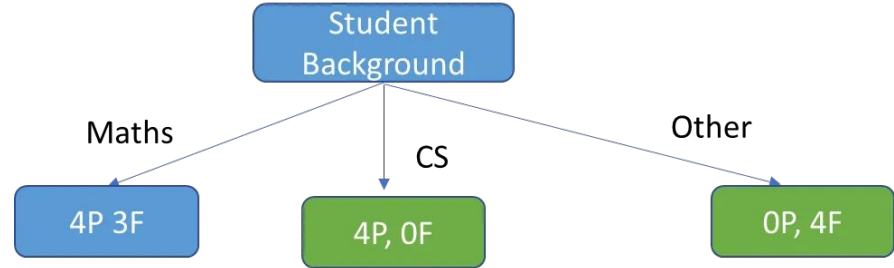 Student
Background
Maths
Other
CS
4P 3F
4P, 0F
0P, 4F